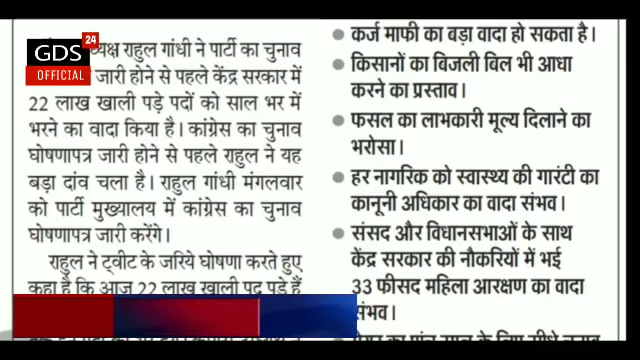 GDS 24
OFFICIAL
ध्यक्ष राहुल गांधी ने पार्टी का चुनाव
जारी होने से पहले केंद्र सरकार में
22 लाख खाली पड़े पदों को साल भर में
भरने का वादा किया है। कांग्रेस का चुनाव
घोषणापत्र जारी होने से पहले राहुल ने यह
बड़ा दांव चला है। राहुल गांधी मंगलवार
को पार्टी मुख्यालय में कांग्रेस का चुनाव
घोषणापत्र जारी करेंगे।
राहुल ने ट्वीट के जरिये घोषणा करते हुए
कहा है कि आज 22 लाख खाली पद पड़े हैं
कर्ज माफी का बड़ा वादा हो सकता है।
किसानों का बिजली बिल भी आधा
करने का प्रस्ताव।
फसल का लाभकारी मूल्य दिलाने का
भरोसा।
हर नागरिक को स्वास्थ्य की गारंटी का
कानूनी अधिकार का वादा संभव।
संसद और विधानसभाओं के साथ
केंद्र सरकार की नौकरियों में भई
33 फीसद महिला आरक्षण का वादा
संभव।